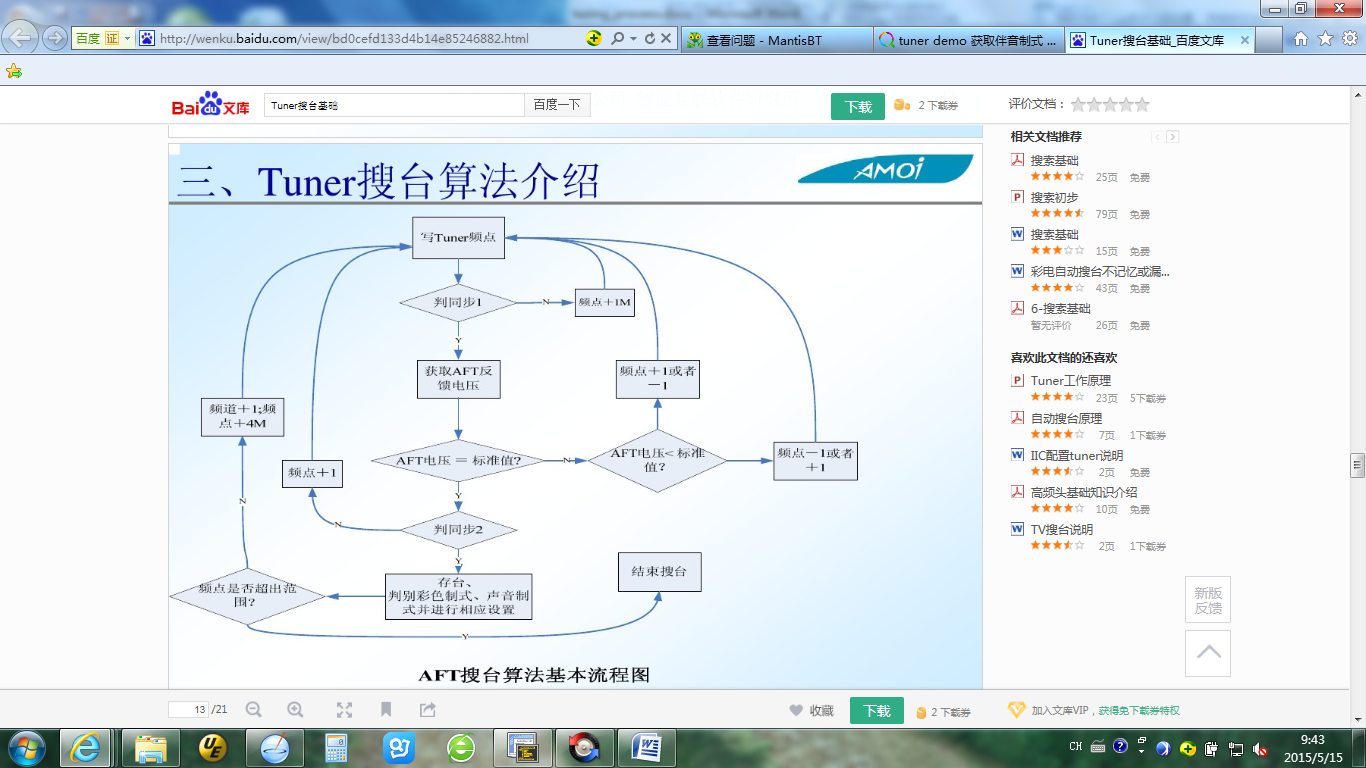 百度
证
http://wenku.baidu.com/view/bd0cefd133d4b14e85246882.html
查看问题 - MantisBT
tuner demo 获取伴音制式 ...
Tuner搜台基础_百度文库
Bai du 文库
Tuner搜台基础
百度一下
下载
2 下载券
评价文档：
三、Tuner搜台算法介绍
AMOi
写Tuner频点
判同步1
N
频点＋1M
Y
获取AFT反
馈电压
频点＋1或者
－1
频道＋1;频
点＋4M
频点＋1
AFT电压 ＝ 标准值?
N
AFT电压< 标准
值?
频点－1或者
＋1
Y
N
N
判同步2
Y
频点是否超出范
围?
存台、
判别彩色制式、声音制
式并进行相应设置
结束搜台
Y
AFT搜台算法基本流程图
相关文档推荐
搜索基础
25页 免费
搜索初步
79页 免费
搜索基础
15页 免费
彩电自动搜台不记忆或漏...
43页 免费
6-搜索基础
暂无评价 26页 免费
喜欢此文档的还喜欢
Tuner工作原理
23页 5下载券
自动搜台原理
7页 1下载券
IIC配置tuner说明
2页 免费
高频头基础知识介绍
10页 免费
TV搜台说明
2页 1下载券
新版
反馈
13 /21
收藏
下载
2 下载券
加入文库VIP，获得免下载券特权
UE
CH
9:43
2015/5/15